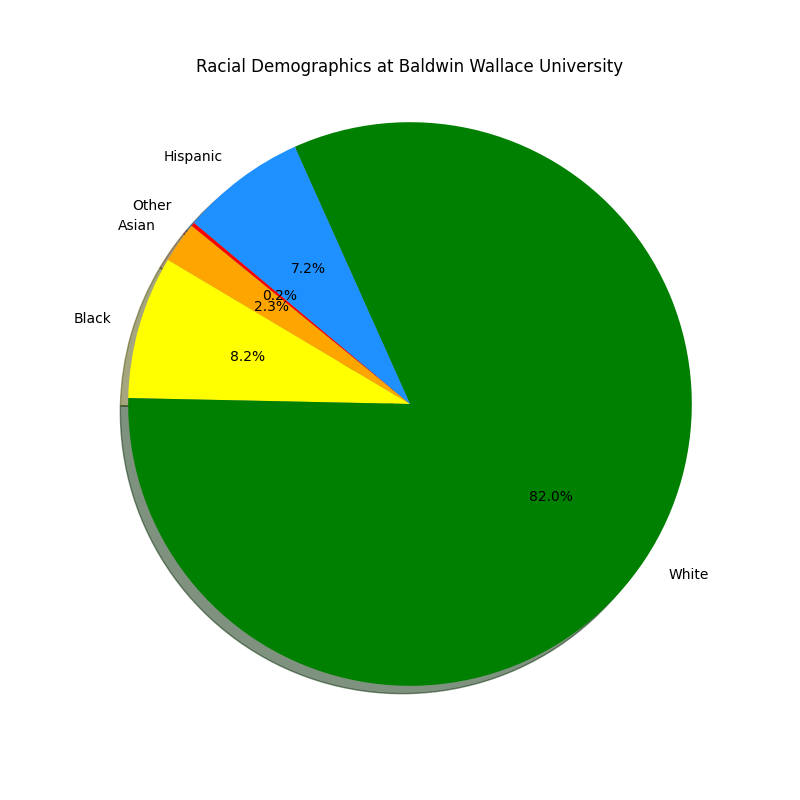 Racial Demographics at Baldwin Wallace University
Hispanic
Other
Asian
7.2%
0.2%
2.3%
Black
8.2%
82.0%
White